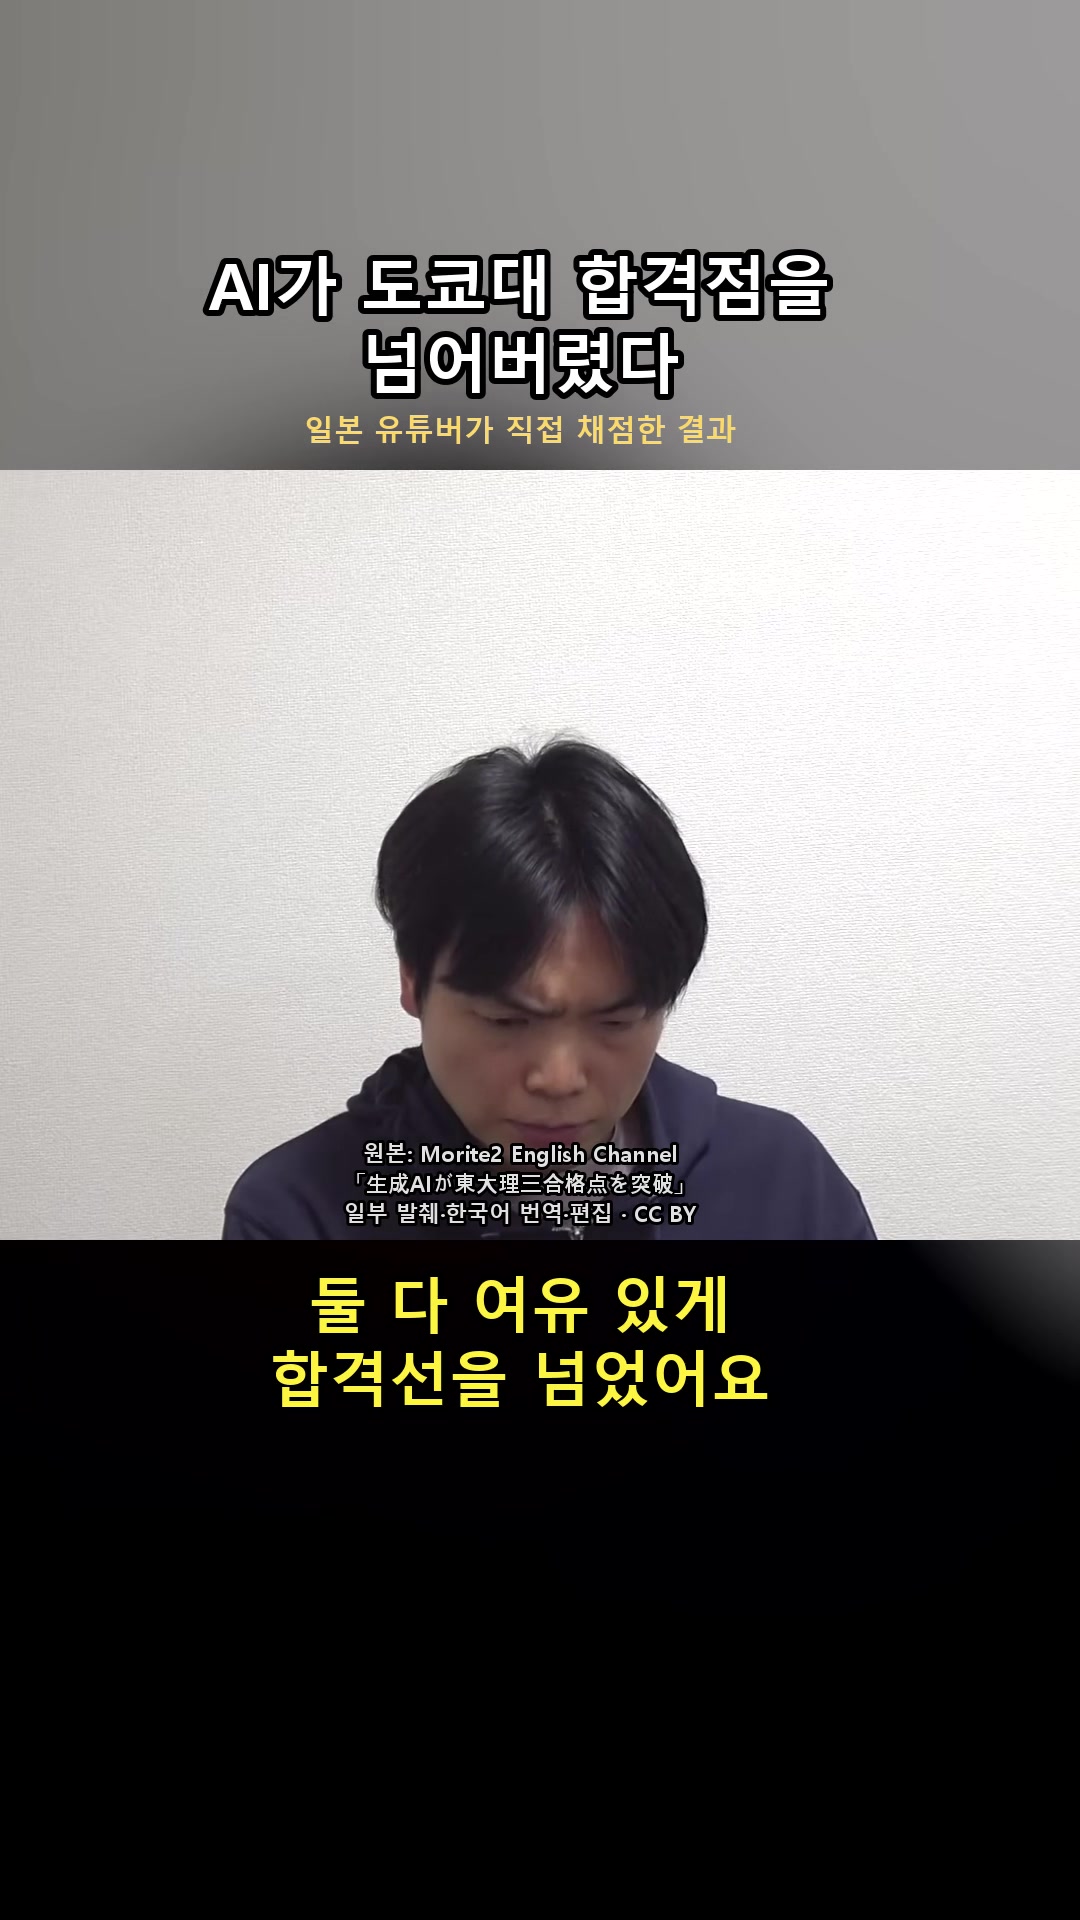 AI가 도쿄대 합격점을
넘어버렸다
일본 유튜버가 직접 채점한 결과
원본: Morite2 English Channel
「生成AIが東大理三合格点を突破」
일부 발췌·한국어 번역·편집 · CC BY
둘 다 여유 있게
합격선을 넘었어요